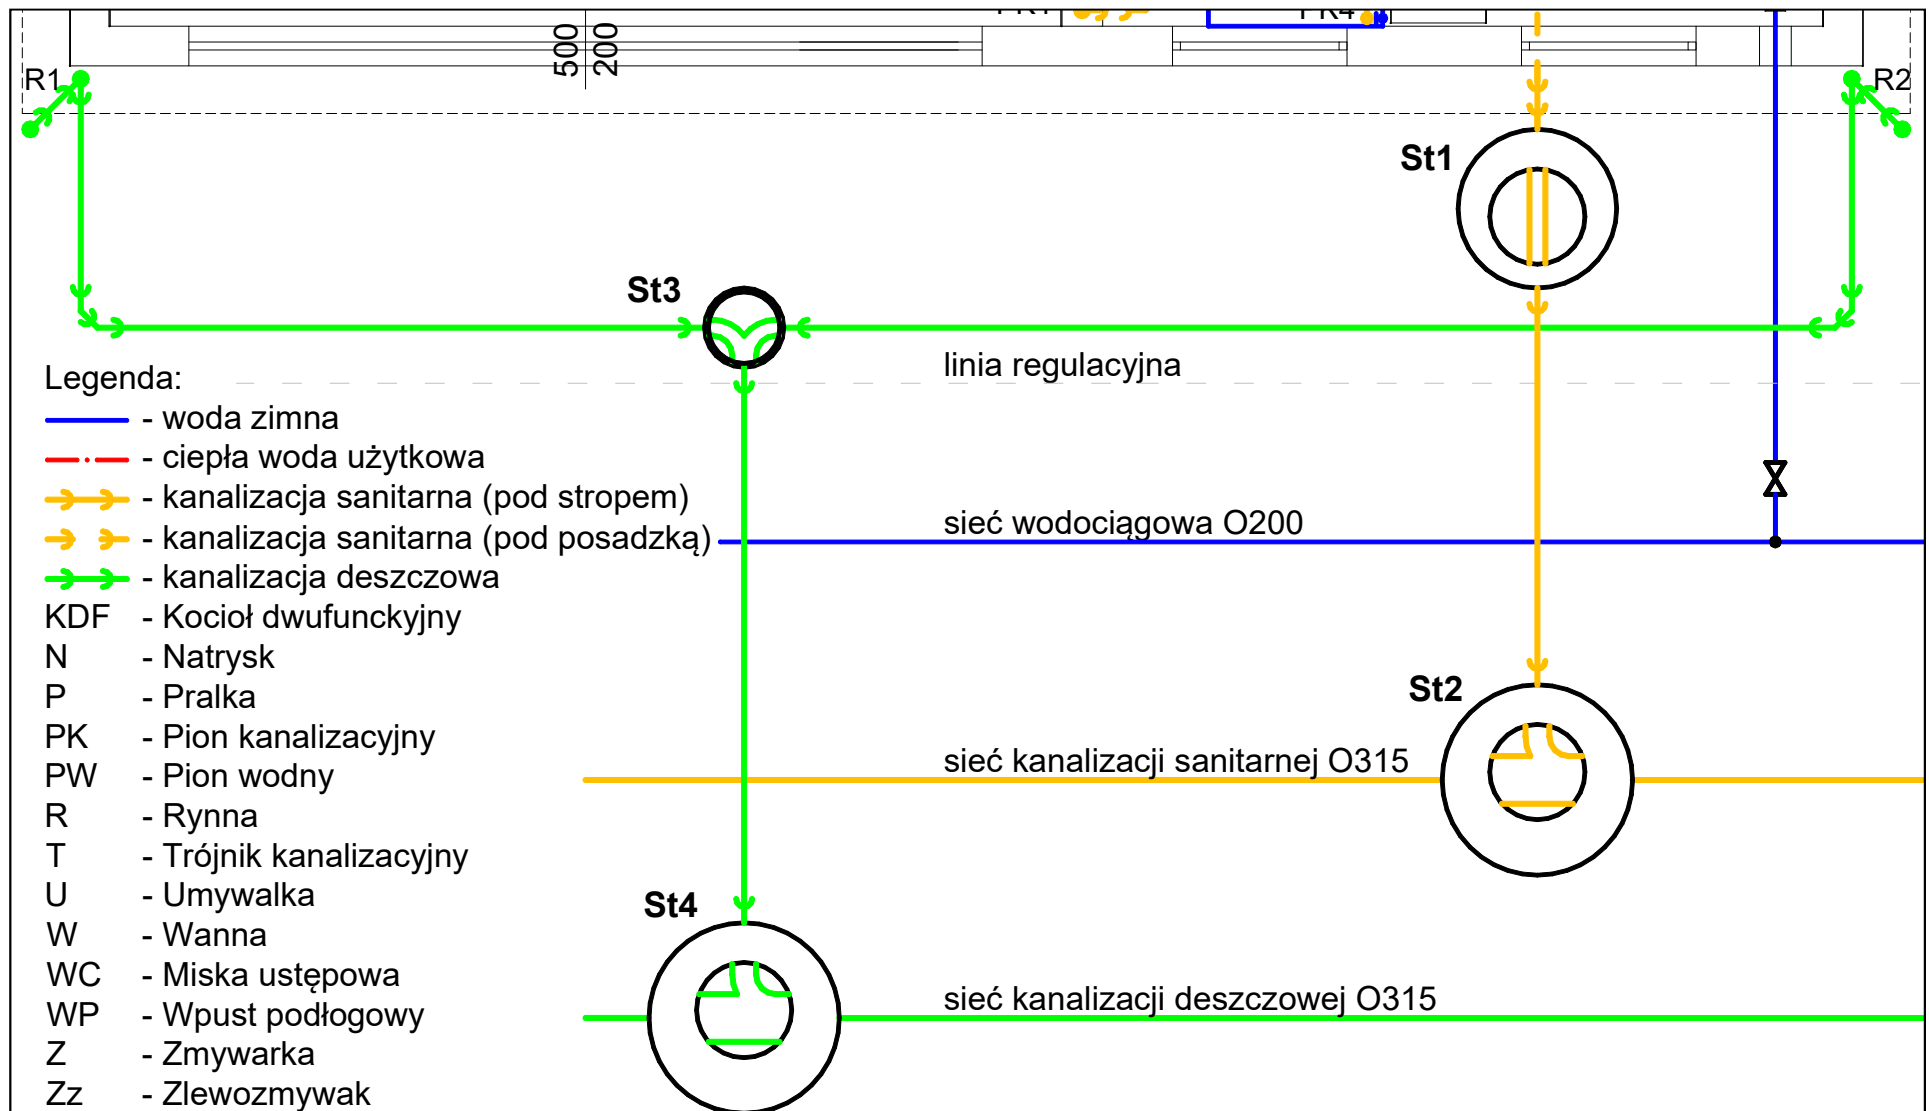 PK4
500
200
R1
R2
St1
St3
linia regulacyjna
Legenda:
- woda zimna
- ciepła woda użytkowa
- kanalizacja sanitarna (pod stropem)
- kanalizacja sanitarna (pod posadzką)
- kanalizacja deszczowa
sieć wodociągowa O200
KDF - Kocioł dwufunckyjny
N - Natrysk
P - Pralka
St2
PK - Pion kanalizacyjny
sieć kanalizacji sanitarnej O315
PW - Pion wodny
R - Rynna
T - Trójnik kanalizacyjny
U - Umywalka
St4
W - Wanna
WC - Miska ustępowa
sieć kanalizacji deszczowej O315
WP - Wpust podłogowy
Z - Zmywarka
Zz - Zlewozmywak